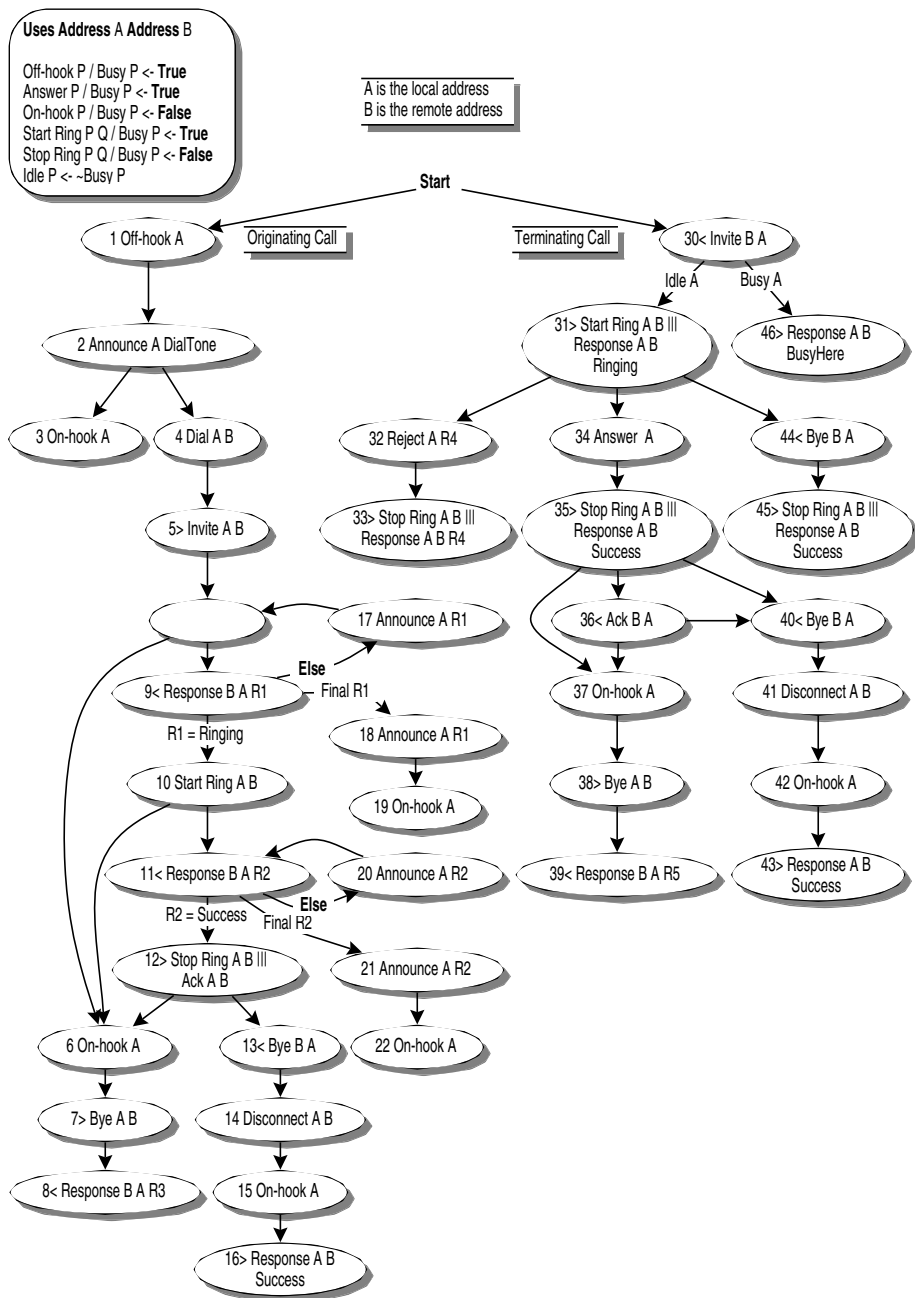 Uses Address A Address B
Off-hook P / Busy P <- True
Answer P / Busy P <- True
On-hook P / Busy P <- False
Start Ring P Q / Busy P <- True
Stop Ring P Q / Busy P <- False
Idle P <- ~Busy P
A is the local address
B is the remote address
Start
1 Off-hook A
Originating Call
Terminating Call
30< Invite B A
Idle A
Busy A
2 Announce A DialTone
31> Start Ring A B |||
Response A B
Ringing
46> Response A B
BusyHere
3 On-hook A
4 Dial A B
32 Reject A R4
34 Answer A
44< Bye B A
5> Invite A B
33> Stop Ring A B |||
Response A B R4
35> Stop Ring A B |||
Response A B
Success
45> Stop Ring A B |||
Response A B
Success
17 Announce A R1
36< Ack B A
40< Bye B A
Else
9< Response B A R1
Final R1
37 On-hook A
41 Disconnect A B
R1 = Ringing
18 Announce A R1
10 Start Ring A B
19 On-hook A
38> Bye A B
42 On-hook A
11< Response B A R2
20 Announce A R2
39< Response B A R5
43> Response A B
Success
Else
R2 = Success
Final R2
12> Stop Ring A B |||
Ack A B
21 Announce A R2
6 On-hook A
13< Bye B A
22 On-hook A
7> Bye A B
14 Disconnect A B
8< Response B A R3
15 On-hook A
16> Response A B
Success